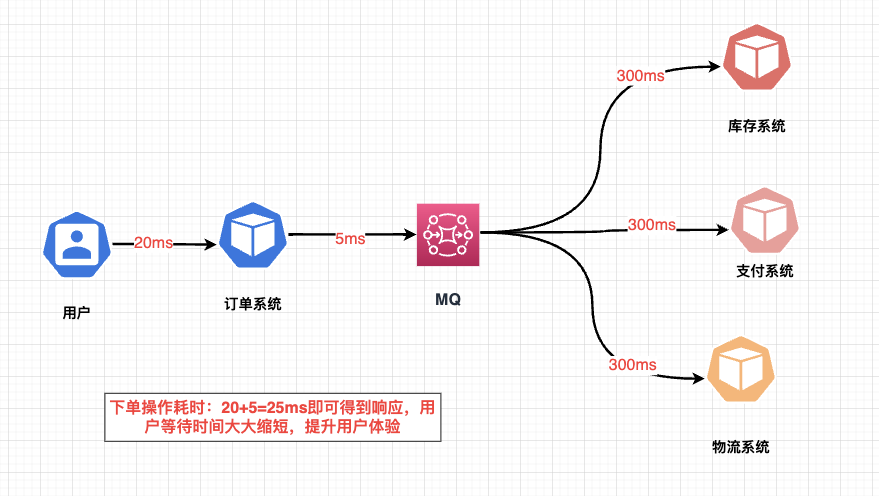 300ms
库存系统
20ms
5ms
300ms
用户
订单系统
MQ
支付系统
300ms
下单操作耗时：20+5=25ms即可得到响应，用
户等待时间大大缩短，提升用户体验
物流系统